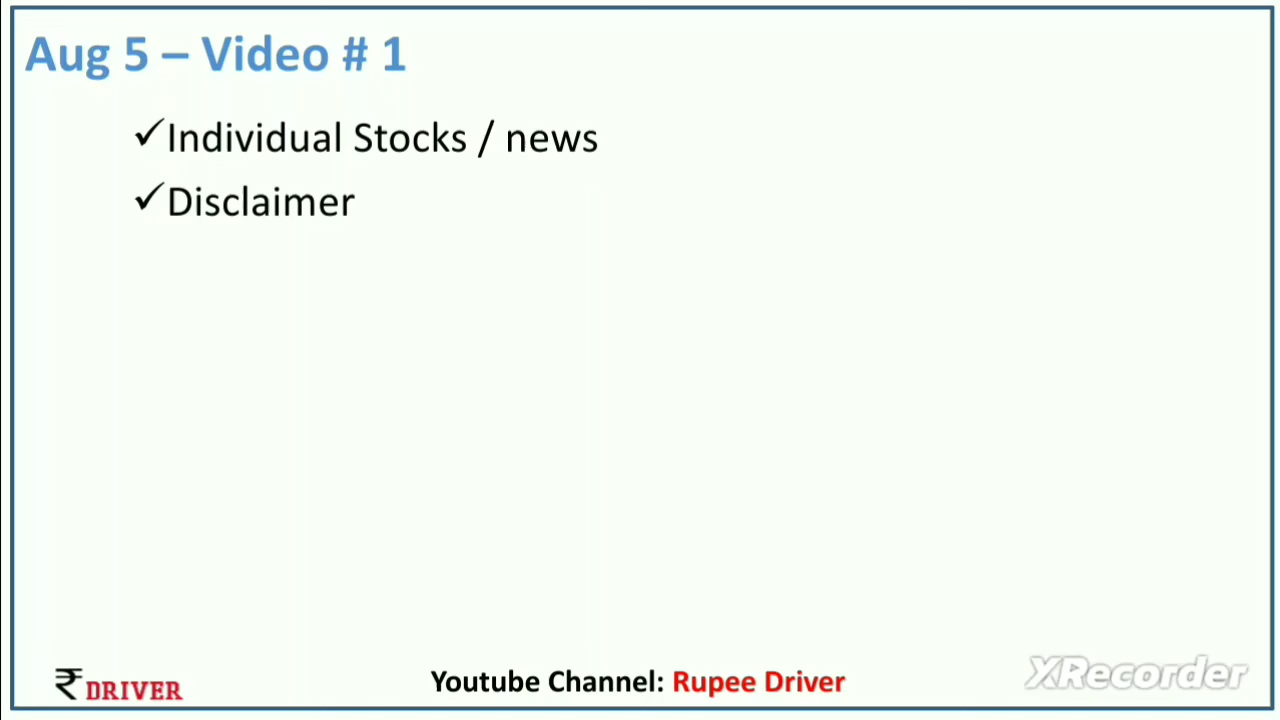 Aug 5 – Video # 1
✓Individual Stocks / news
✓Disclaimer
₹ DRIVER
Youtube Channel: Rupee Driver
XRecorder